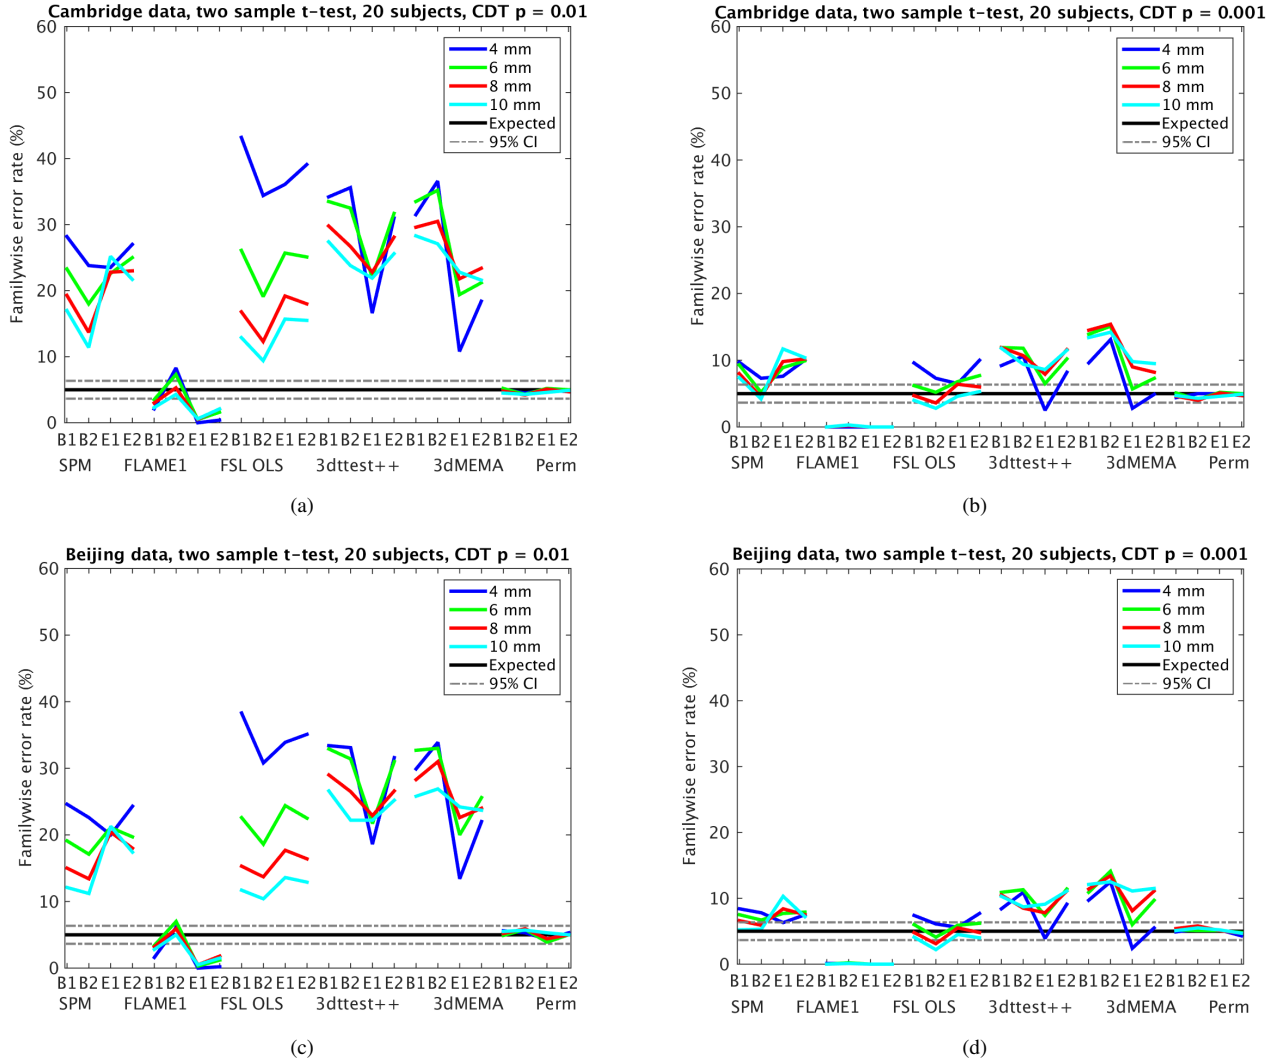 Cambridge data, two sample t-test, 20 subjects, CDT p = 0.01
Familywise error rate (%)
60
50
40
30
20
10
0
4 mm
6 mm
8 mm
10 mm
Expected
95% CI
B1 B2 E1 E2 B1 B2 E1 E2 B1 B2 E1 E2 B1 B2 E1 E2 B1 B2 E1 E2 B1 B2 E1 E2
SPM FLAME1 FSL OLS 3dttest++ 3dMEMA Perm
(a)
Cambridge data, two sample t-test, 20 subjects, CDT p = 0.001
Familywise error rate (%)
60
50
40
30
20
10
0
4 mm
6 mm
8 mm
10 mm
Expected
95% CI
B1 B2 E1 E2 B1 B2 E1 E2 B1 B2 E1 E2 B1 B2 E1 E2 B1 B2 E1 E2 B1 B2 E1 E2
SPM FLAME1 FSL OLS 3dttest++ 3dMEMA Perm
(b)
Beijing data, two sample t-test, 20 subjects, CDT p = 0.01
Familywise error rate (%)
60
50
40
30
20
10
0
4 mm
6 mm
8 mm
10 mm
Expected
95% CI
B1 B2 E1 E2 B1 B2 E1 E2 B1 B2 E1 E2 B1 B2 E1 E2 B1 B2 E1 E2 B1 B2 E1 E2
SPM FLAME1 FSL OLS 3dttest++ 3dMEMA Perm
(c)
Beijing data, two sample t-test, 20 subjects, CDT p = 0.001
Familywise error rate (%)
60
50
40
30
20
10
0
4 mm
6 mm
8 mm
10 mm
Expected
95% CI
B1 B2 E1 E2 B1 B2 E1 E2 B1 B2 E1 E2 B1 B2 E1 E2 B1 B2 E1 E2 B1 B2 E1 E2
SPM FLAME1 FSL OLS 3dttest++ 3dMEMA Perm
(d)